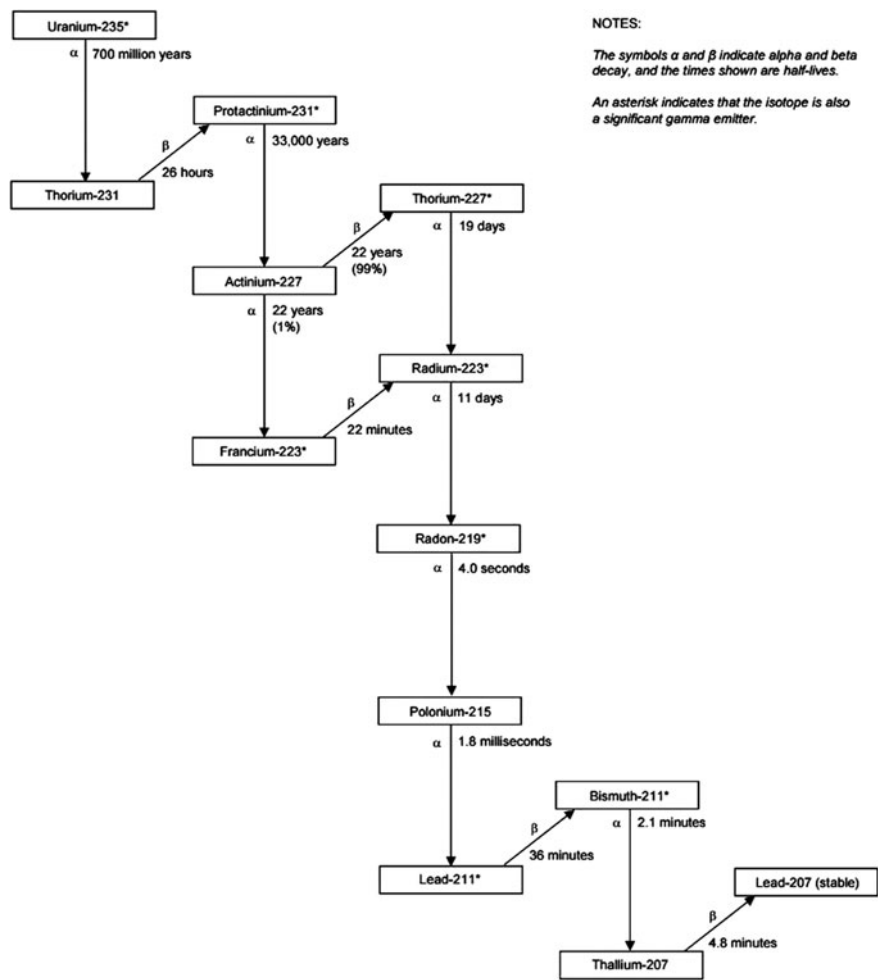 Uranium-235*
α 700 million years
NOTES:
The symbols α and β indicate alpha and beta
decay, and the times shown are half-lives.
An asterisk indicates that the isotope is also
a significant gamma emitter.
Protactinium-231*
β
26 hours
α 33,000 years
Thorium-231
Thorium-227*
β
22 years
(99%)
α 19 days
Actinium-227
α 22 years
(1%)
Radium-223*
β
22 minutes
α 11 days
Francium-223*
Radon-219*
α 4.0 seconds
Polonium-215
α 1.8 milliseconds
Bismuth-211*
β
36 minutes
α 2.1 minutes
Lead-211*
Lead-207 (stable)
β
4.8 minutes
Thallium-207